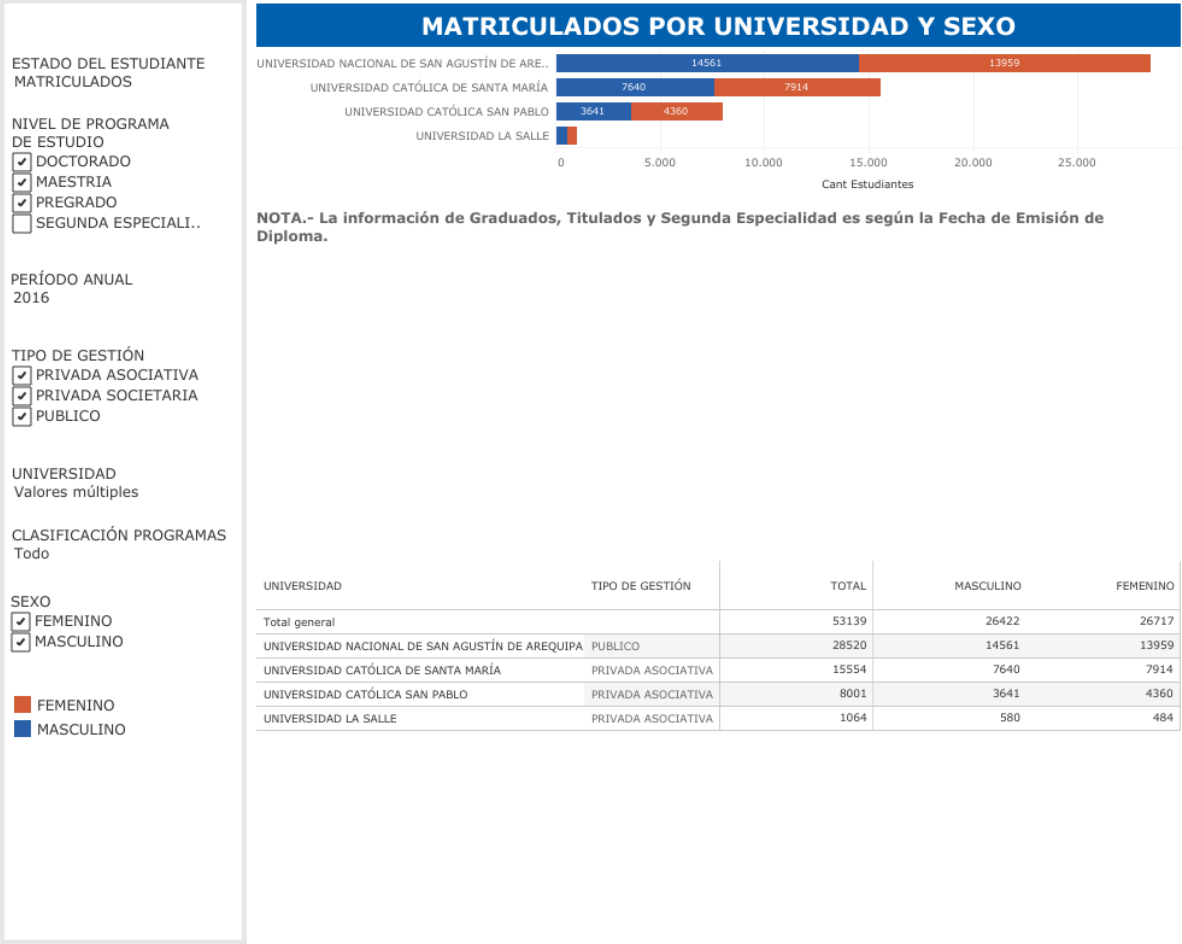 ESTADO DEL ESTUDIANTE
MATRICULADOS
NIVEL DE PROGRAMA
DE ESTUDIO
DOCTORADO
MAESTRIA
PREGRADO
SEGUNDA ESPECIALI..
PERÍODO ANUAL
2016
TIPO DE GESTIÓN
PRIVADA ASOCIATIVA
PRIVADA SOCIETARIA
PUBLICO
UNIVERSIDAD
Valores múltiples
CLASIFICACIÓN PROGRAMAS
Todo
SEXO
FEMENINO
MASCULINO
FEMENINO
MASCULINO
MATRICULADOS POR UNIVERSIDAD Y SEXO
UNIVERSIDAD NACIONAL DE SAN AGUSTÍN DE ARE.. 14561 13959
UNIVERSIDAD CATÓLICA DE SANTA MARÍA 7640 7914
UNIVERSIDAD CATÓLICA SAN PABLO 3641 4360
UNIVERSIDAD LA SALLE
0 5.000 10.000 15.000 20.000 25.000
Cant Estudiantes
NOTA.- La información de Graduados, Titulados y Segunda Especialidad es según la Fecha de Emisión de
Diploma.
UNIVERSIDAD TIPO DE GESTIÓN TOTAL MASCULINO FEMENINO
Total general 53139 26422 26717
UNIVERSIDAD NACIONAL DE SAN AGUSTÍN DE AREQUIPA PUBLICO 28520 14561 13959
UNIVERSIDAD CATÓLICA DE SANTA MARÍA PRIVADA ASOCIATIVA 15554 7640 7914
UNIVERSIDAD CATÓLICA SAN PABLO PRIVADA ASOCIATIVA 8001 3641 4360
UNIVERSIDAD LA SALLE PRIVADA ASOCIATIVA 1064 580 484